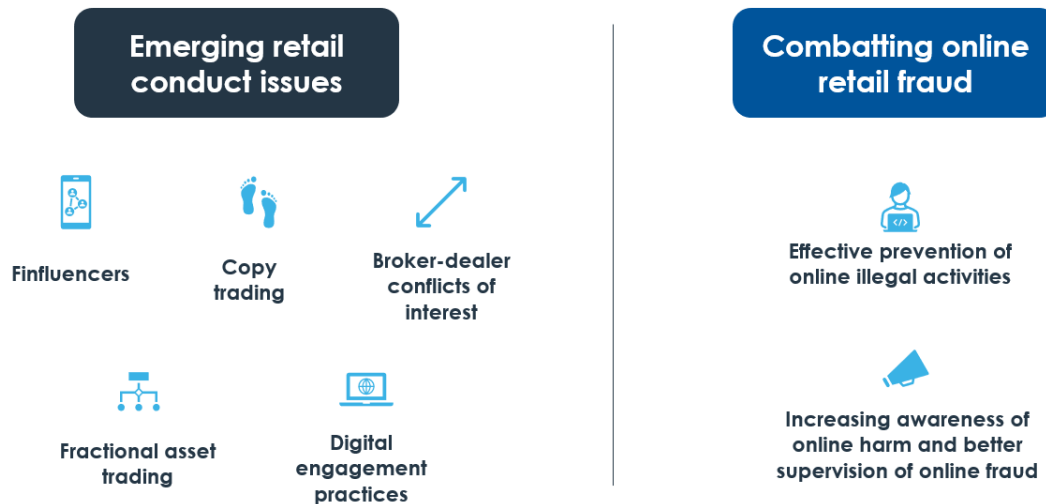 Emerging retail
conduct issues
Combatting online
retail fraud
Finfluencers
Copy
trading
Broker-dealer
conflicts of
interest
Fractional asset
trading
Digital
engagement
practices
Effective prevention of
online illegal activities
Increasing awareness of
online harm and better
supervision of online fraud